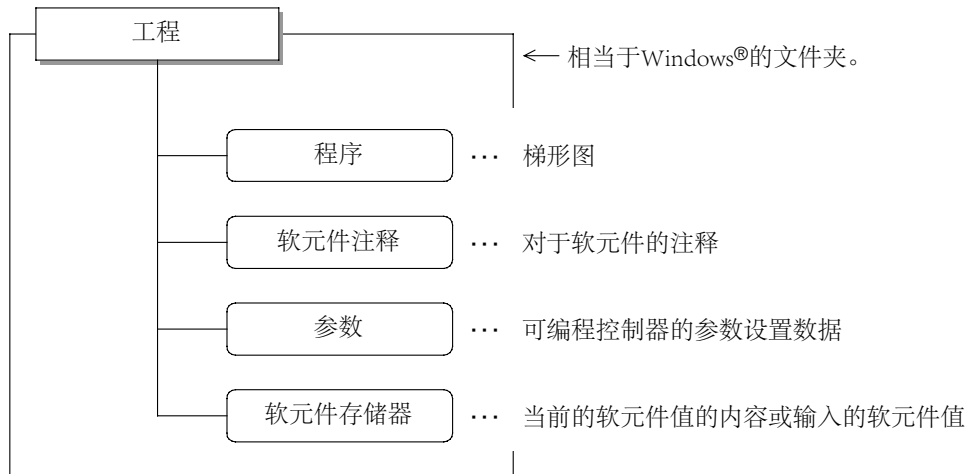 工程
← 相当于Windows®的文件夹。
程序 ... 梯形图
软元件注释 ... 对于软元件的注释
参数 ... 可编程控制器的参数设置数据
软元件存储器 ... 当前的软元件值的内容或输入的软元件值